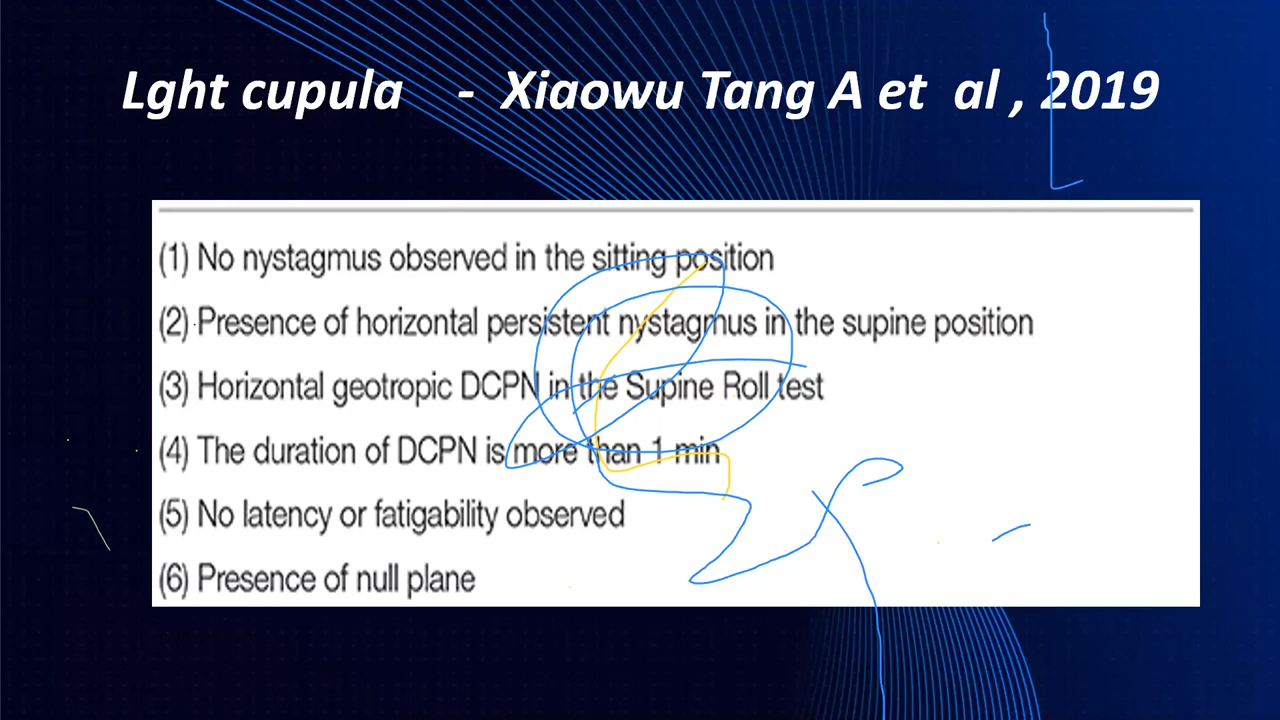 Lght cupula - Xiaowu Tang A et al , 2019
(1) No nystagmus observed in the sitting position
(2) Presence of horizontal persistent nystagmus in the supine position
(3) Horizontal geotropic DCPN in the Supine Roll test
(4) The duration of DCPN is more than 1 min
(5) No latency or fatigability observed
(6) Presence of null plane